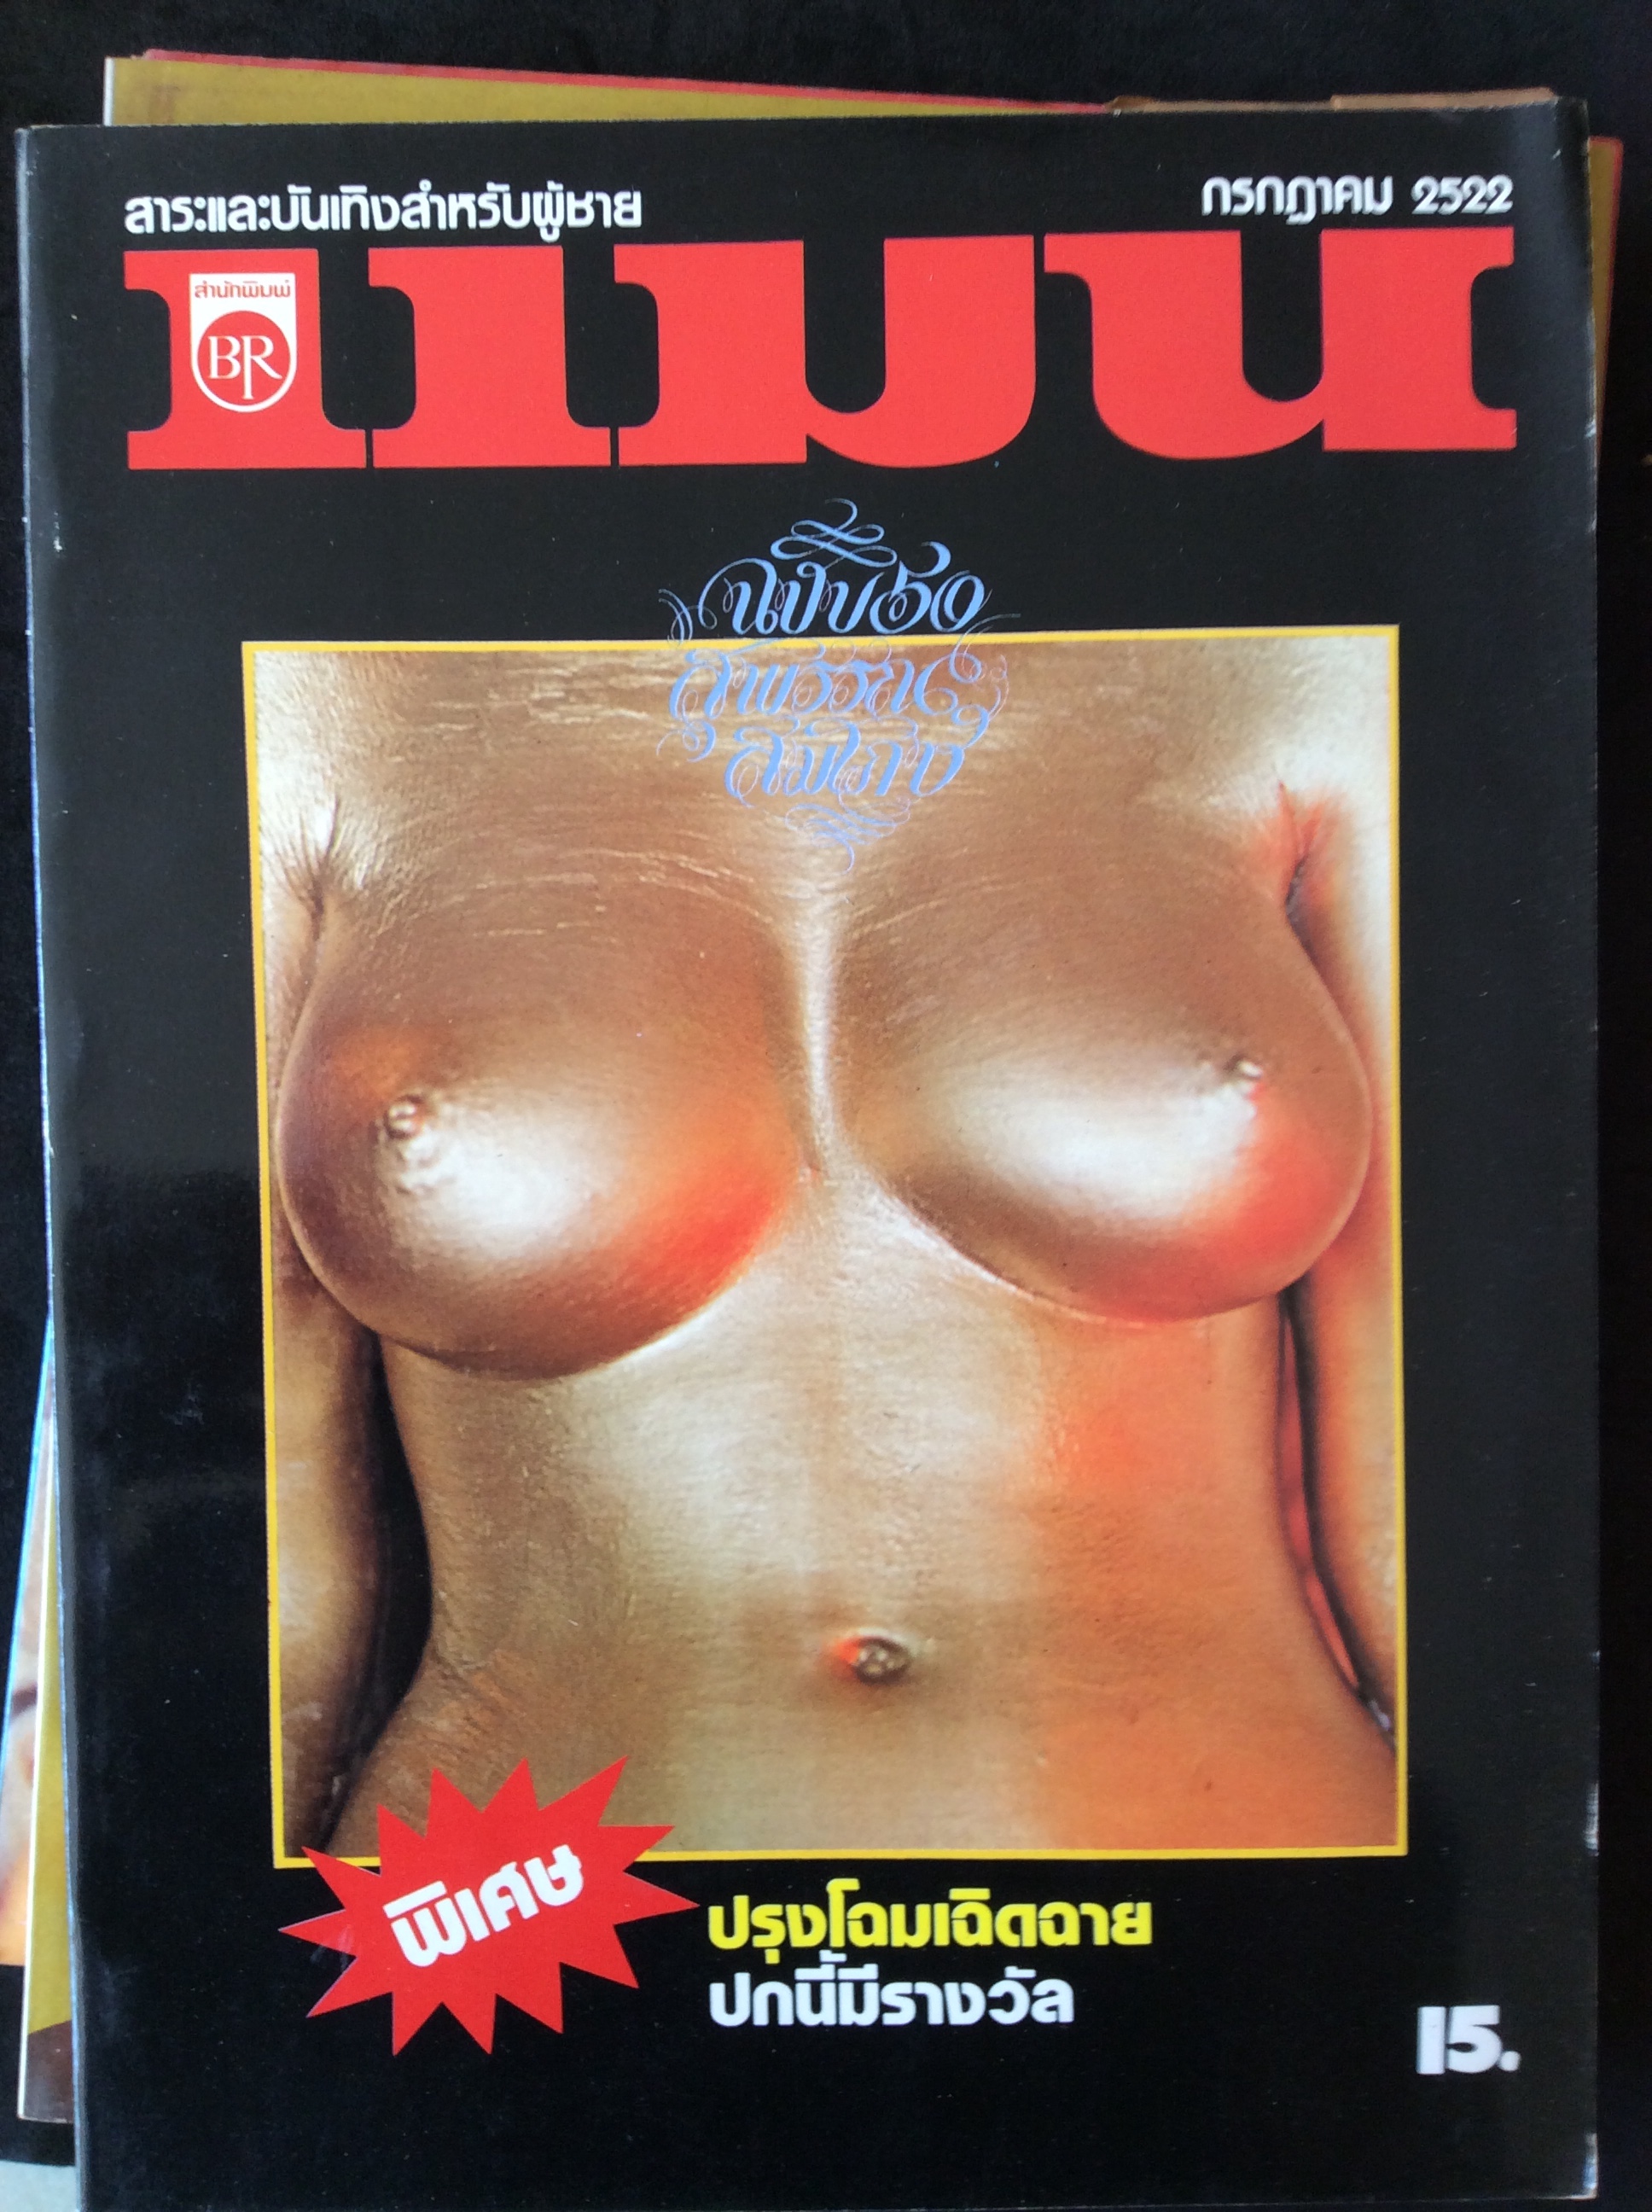 สาระและบันเทิงสำหรับผู้ชาย
กรกฎาคม 2522
แมน
สำนักพิมพ์
BR
ฉบับ
พิเศษ
ปรุงโฉมเฉิดฉาย
ปกนี้มีรางวัล
15.